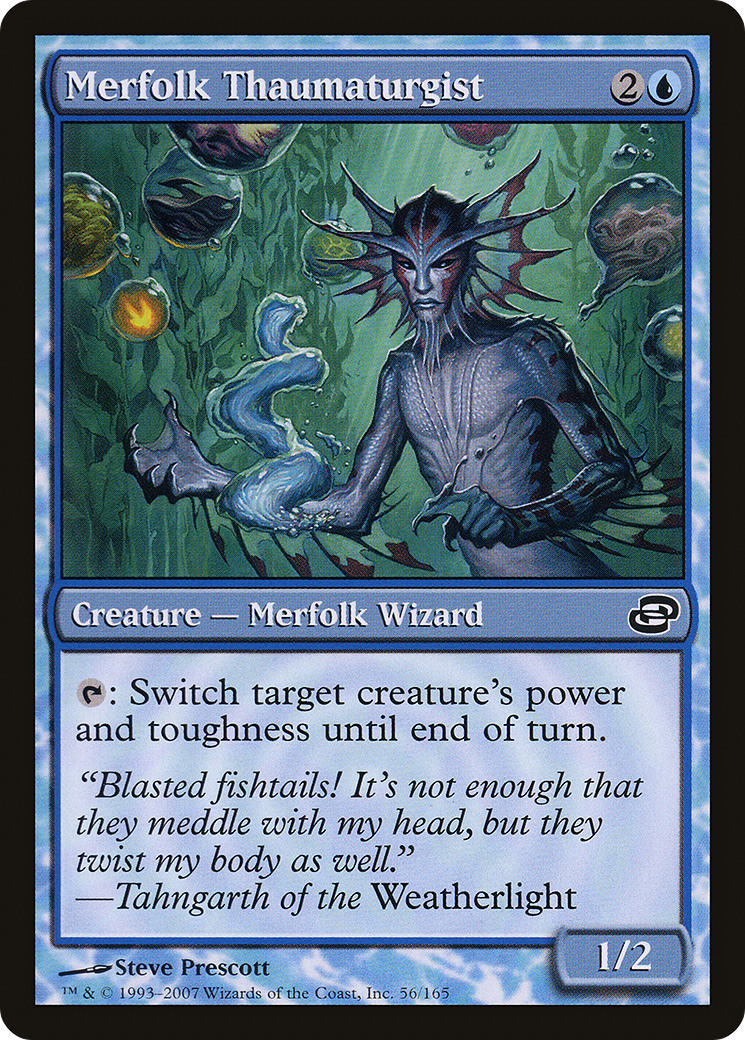 Merfolk Thaumaturgist 2
Creature — Merfolk Wizard
: Switch target creature's power
and toughness until end of turn.
“Blasted fishtails! It's not enough that
they meddle with my head, but they
twist my body as well.”
—Tahngarth of the Weatherlight
1/2
Steve Prescott
™ & © 1993–2007 Wizards of the Coast, Inc. 56/165